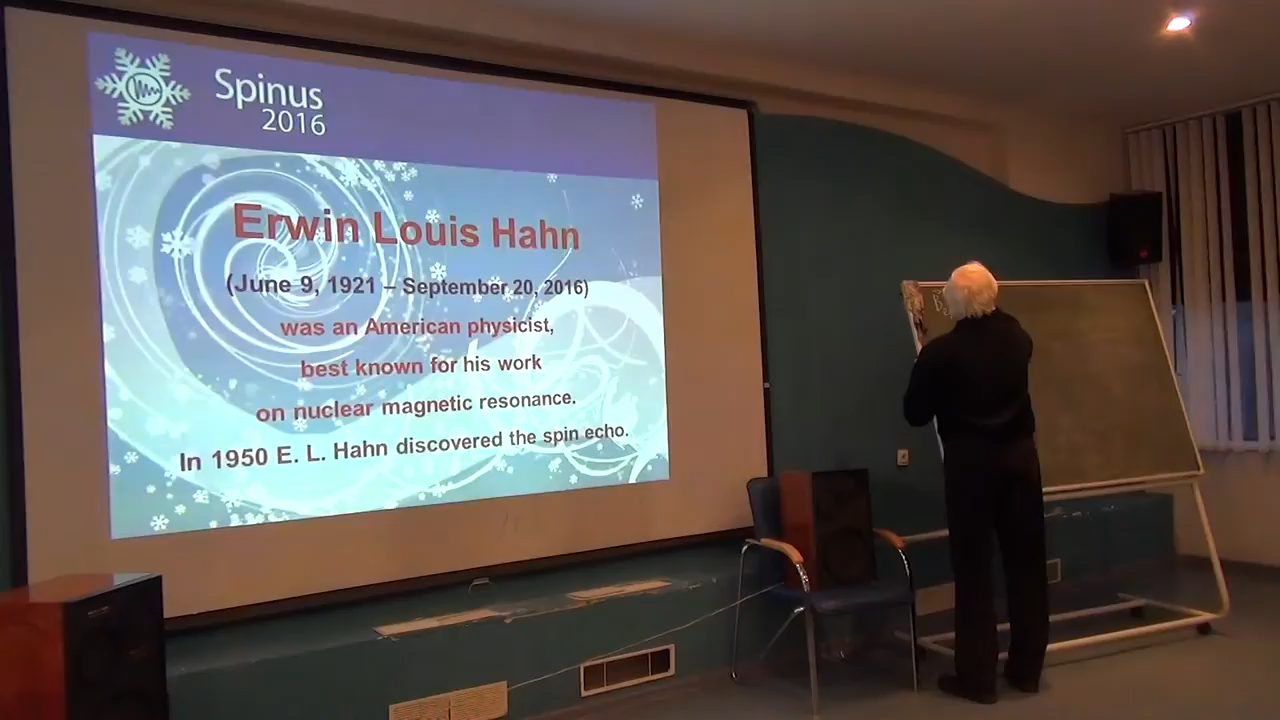 Spinus
2016
Erwin Louis Hahn
(June 9, 1921 – September 20, 2016)
was an American physicist,
best known for his work
on nuclear magnetic resonance.
In 1950 E. L. Hahn discovered the spin echo.